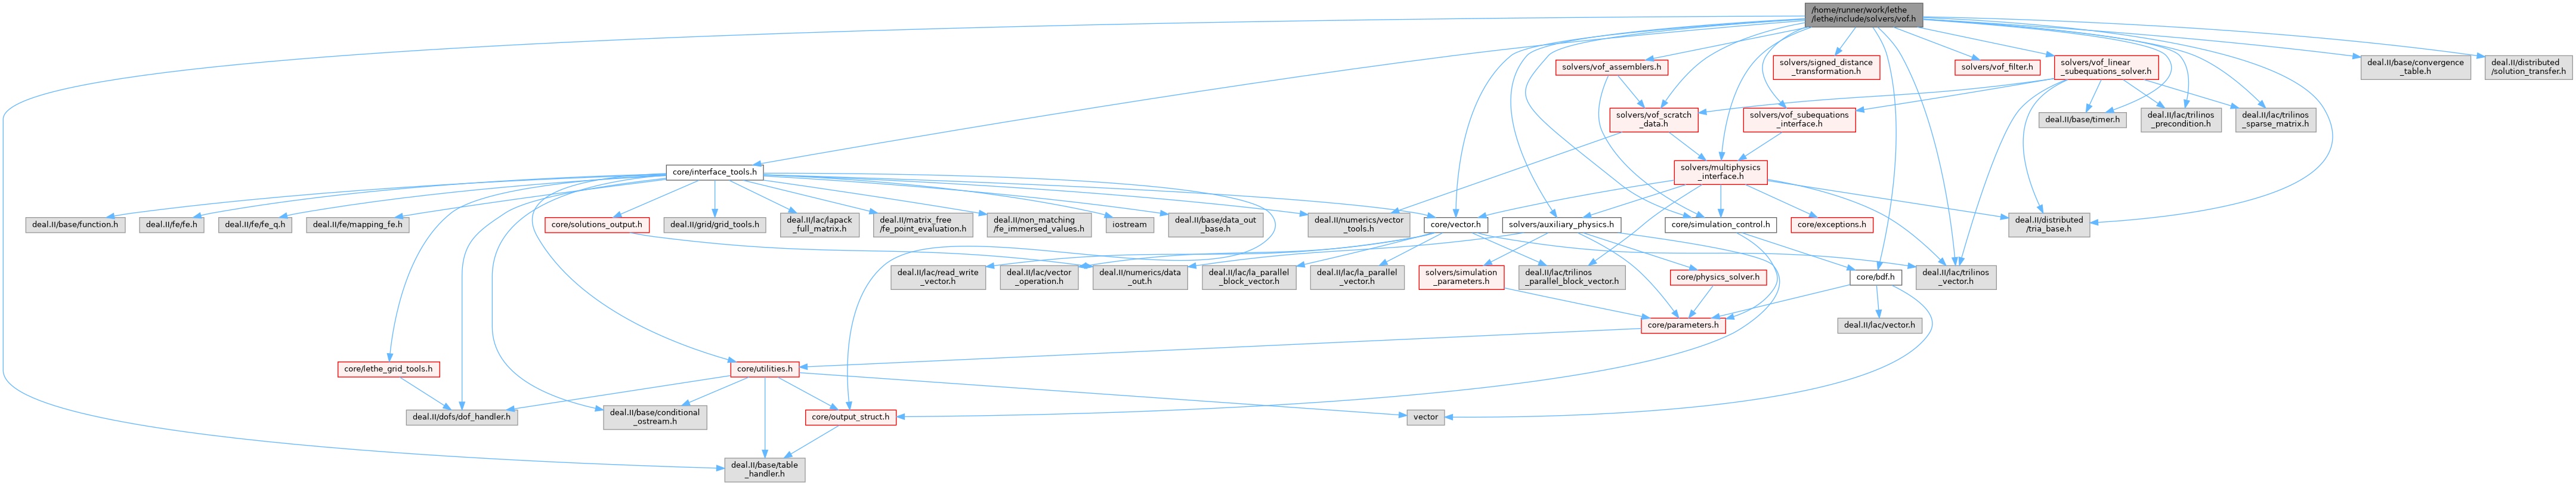 /home/runner/work/lethe
/lethe/include/solvers/vof.h
solvers/vof_assemblers.h
solvers/signed_distance
_transformation.h
solvers/vof_filter.h
solvers/vof_linear
_subequations_solver.h
deal.II/base/convergence
_table.h
deal.II/distributed
/solution_transfer.h
solvers/vof_scratch
_data.h
solvers/vof_subequations
_interface.h
deal.II/base/timer.h
deal.II/lac/trilinos
_precondition.h
deal.II/lac/trilinos
_sparse_matrix.h
core/interface_tools.h
solvers/multiphysics
_interface.h
deal.II/base/function.h
deal.II/fe/fe.h
deal.II/fe/fe_q.h
deal.II/fe/mapping_fe.h
core/solutions_output.h
deal.II/grid/grid_tools.h
deal.II/lac/lapack
_full_matrix.h
deal.II/matrix_free
/fe_point_evaluation.h
deal.II/non_matching
/fe_immersed_values.h
iostream
deal.II/base/data_out
_base.h
deal.II/numerics/vector
_tools.h
core/vector.h
solvers/auxiliary_physics.h
core/simulation_control.h
core/exceptions.h
deal.II/distributed
/tria_base.h
deal.II/lac/read_write
_vector.h
deal.II/lac/vector
_operation.h
deal.II/numerics/data
_out.h
deal.II/lac/la_parallel
_block_vector.h
deal.II/lac/la_parallel
_vector.h
solvers/simulation
_parameters.h
deal.II/lac/trilinos
_parallel_block_vector.h
core/physics_solver.h
core/bdf.h
deal.II/lac/trilinos
_vector.h
core/parameters.h
deal.II/lac/vector.h
core/lethe_grid_tools.h
core/utilities.h
deal.II/dofs/dof_handler.h
deal.II/base/conditional
_ostream.h
core/output_struct.h
vector
deal.II/base/table
_handler.h